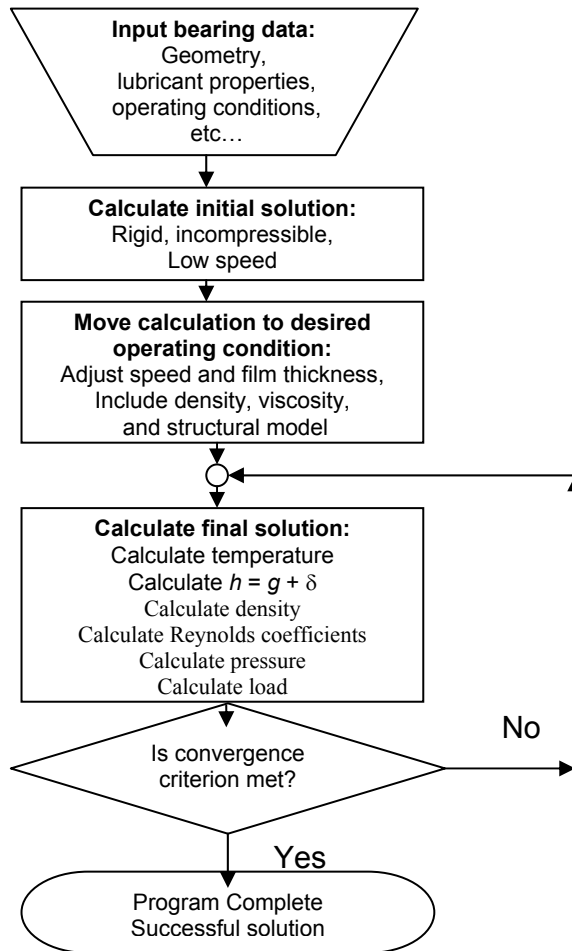 Input bearing data:
Geometry,
lubricant properties,
operating conditions,
etc…
Calculate initial solution:
Rigid, incompressible,
Low speed
Move calculation to desired
operating condition:
Adjust speed and film thickness,
Include density, viscosity,
and structural model
Calculate final solution:
Calculate temperature
Calculate h = g + δ
Calculate density
Calculate Reynolds coefficients
Calculate pressure
Calculate load
Is convergence
criterion met?
No
Yes
Program Complete
Successful solution